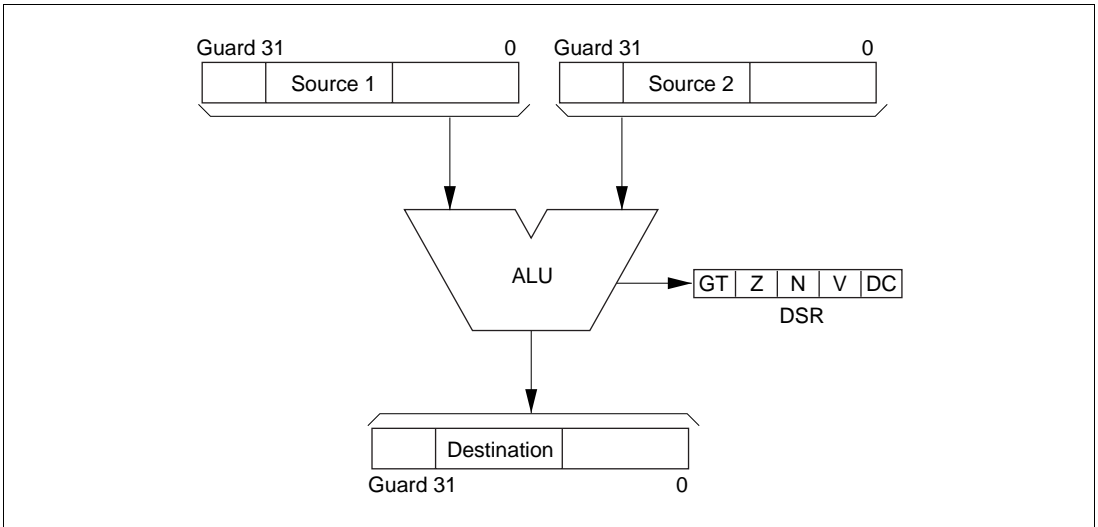 Guard 31 0 Guard 31 0
Source 1 Source 2
ALU
GT Z N V DC
DSR
Destination
Guard 31 0